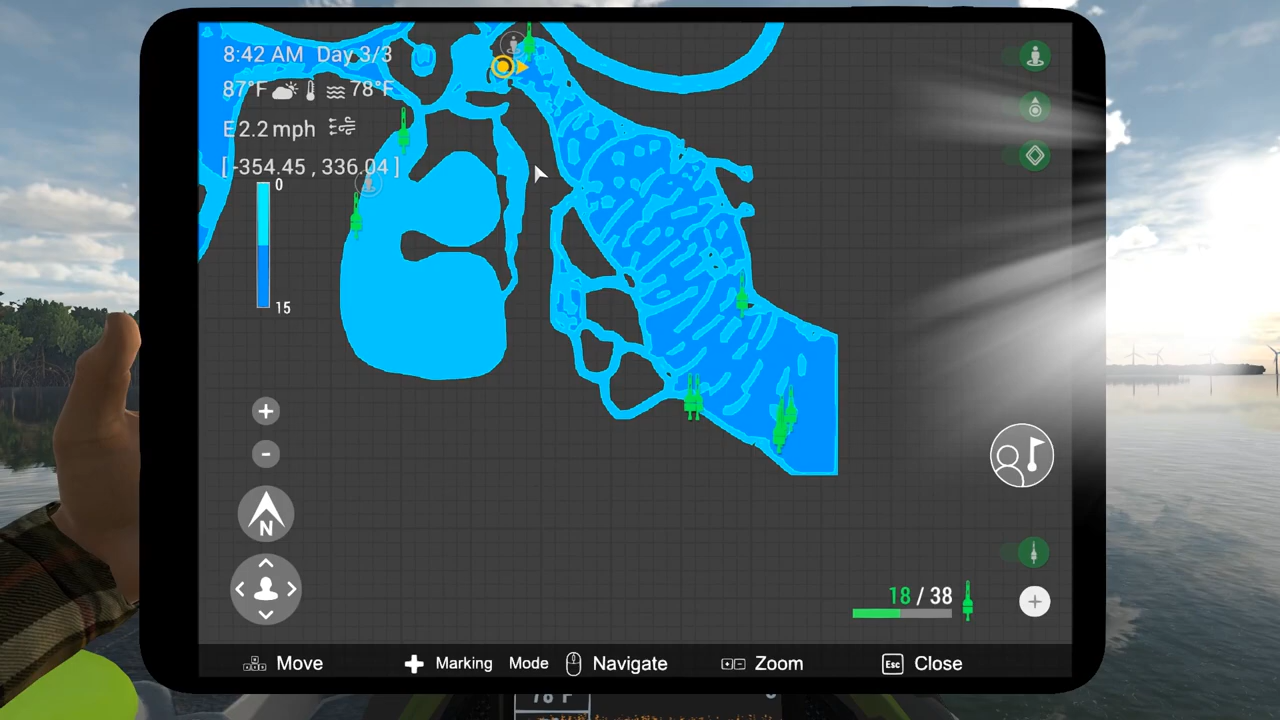 8:42 AM Day 3/3
87°F 78°F
E 2.2 mph
[ -354.45 , 336.04 ]
0
15
+
-
N
18 / 38
+
Move Marking Mode Navigate Zoom Esc Close
78 F